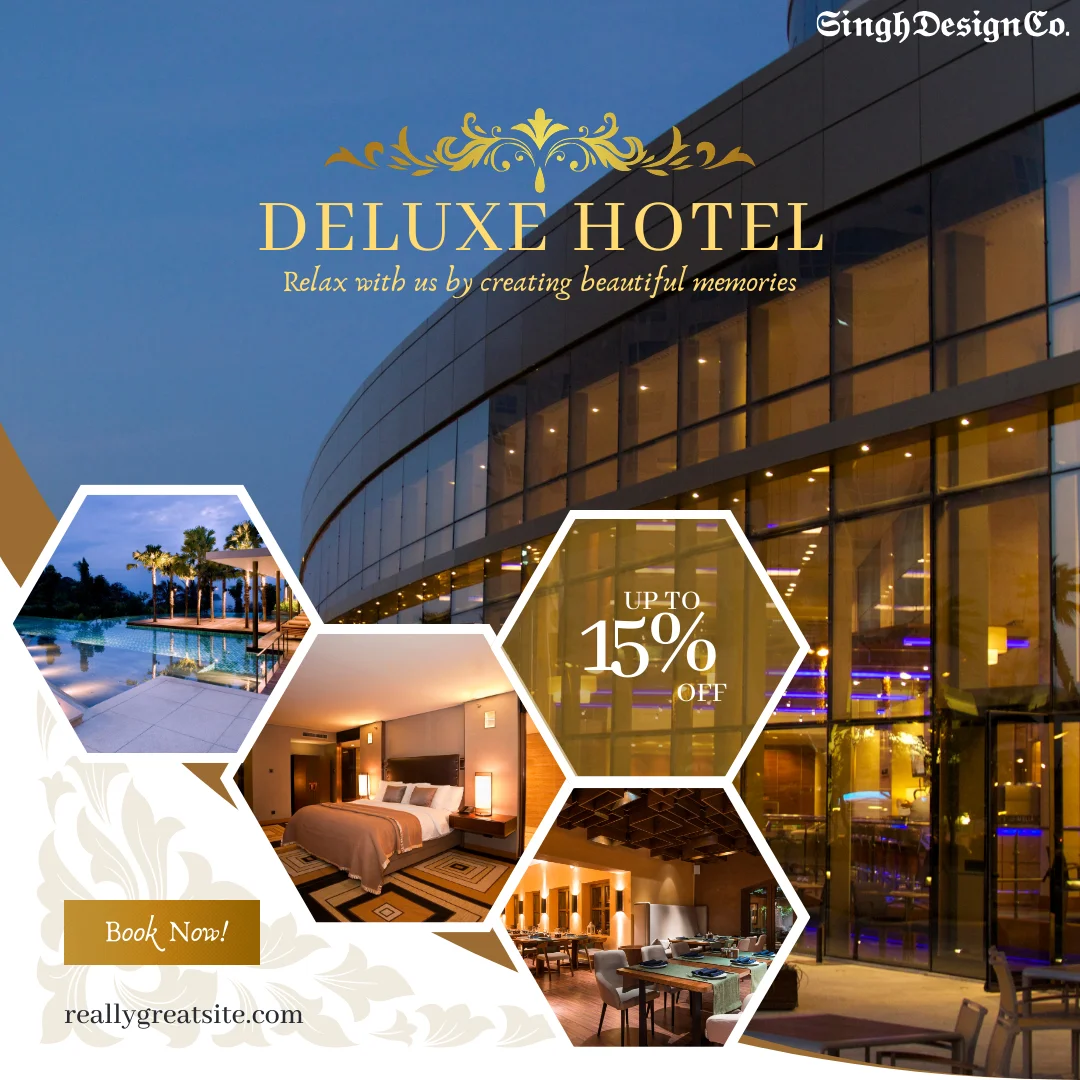 SinghDesignCo.
DELUXE HOTEL
Relax with us by creating beautiful memories
UP TO
15%
OFF
Book Now!
reallygreatsite.com